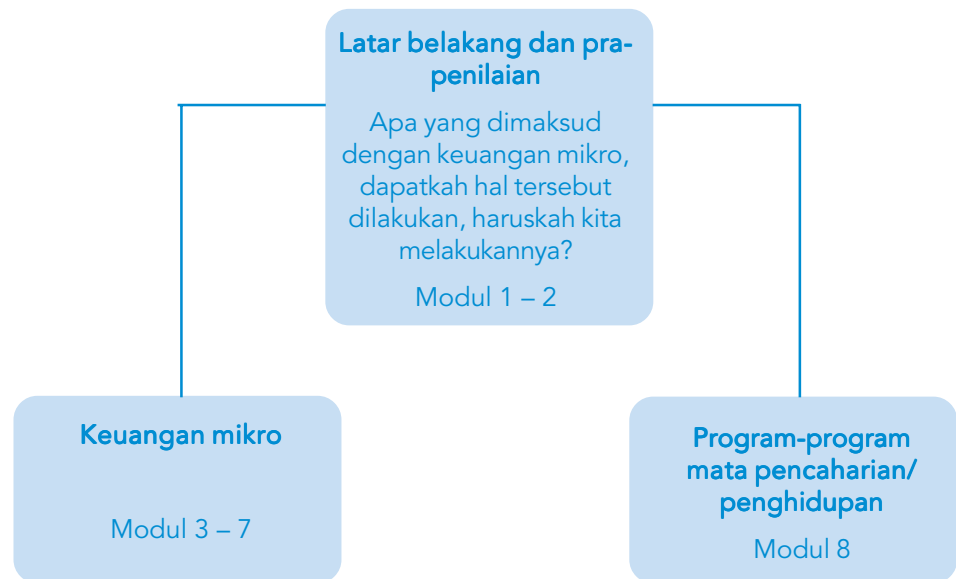 Latar belakang dan pra-
penilaian
Apa yang dimaksud
dengan keuangan mikro,
dapatkah hal tersebut
dilakukan, haruskah kita
melakukannya?
Modul 1 – 2
Keuangan mikro
Modul 3 – 7
Program-program
mata pencaharian/
penghidupan
Modul 8